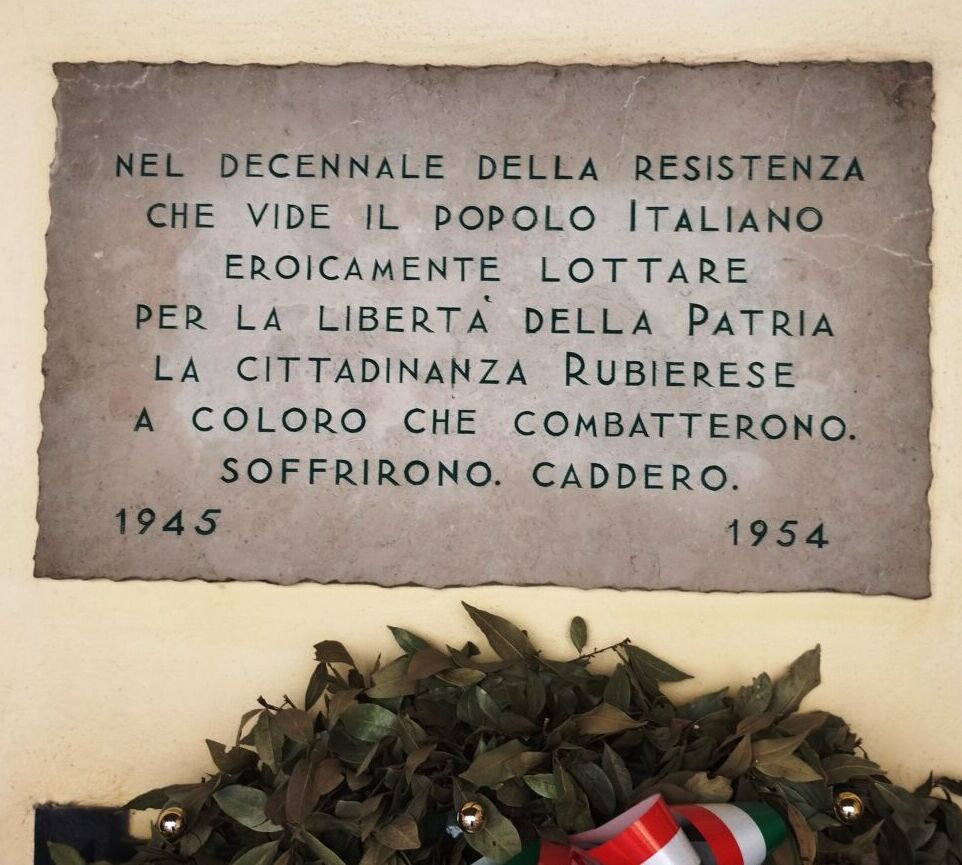 NEL DECENNALE DELLA RESISTENZA
CHE VIDE IL POPOLO ITALIANO
EROICAMENTE LOTTARE
PER LA LIBERTÀ DELLA PATRIA
LA CITTADINANZA RUBIERESE
A COLORO CHE COMBATTERONO.
SOFFRIRONO. CADDERO.
1945 1954